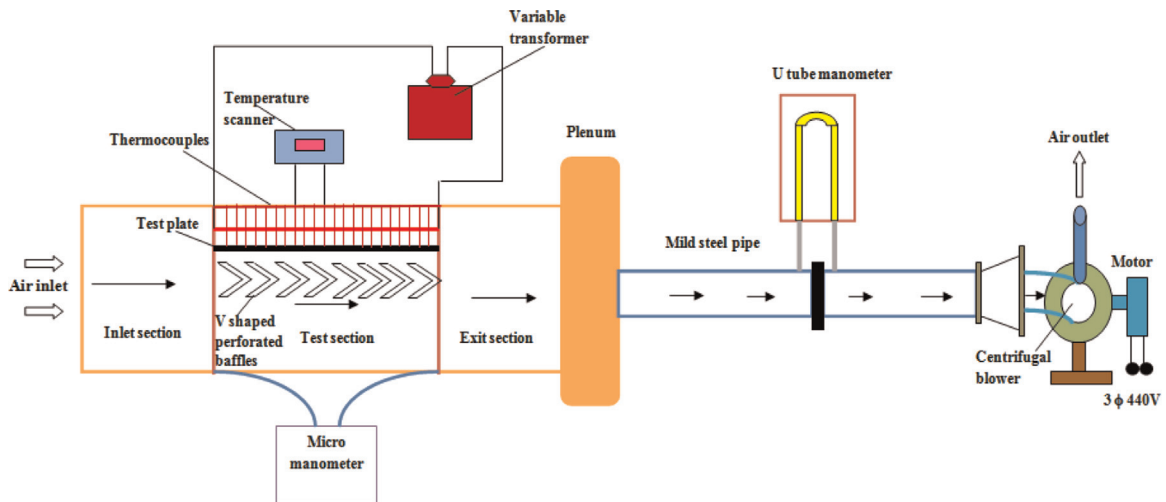 Variable
transformer
U tube manometer
Temperature
scanner
Thermocouples
Plenum
Air outlet
Test plate
Mild steel pipe
Motor
Air inlet
Inlet section
V shaped
perforated
baffles
Test section
Exit section
Centrifugal
blower
3 ϕ 440V
Micro
manometer